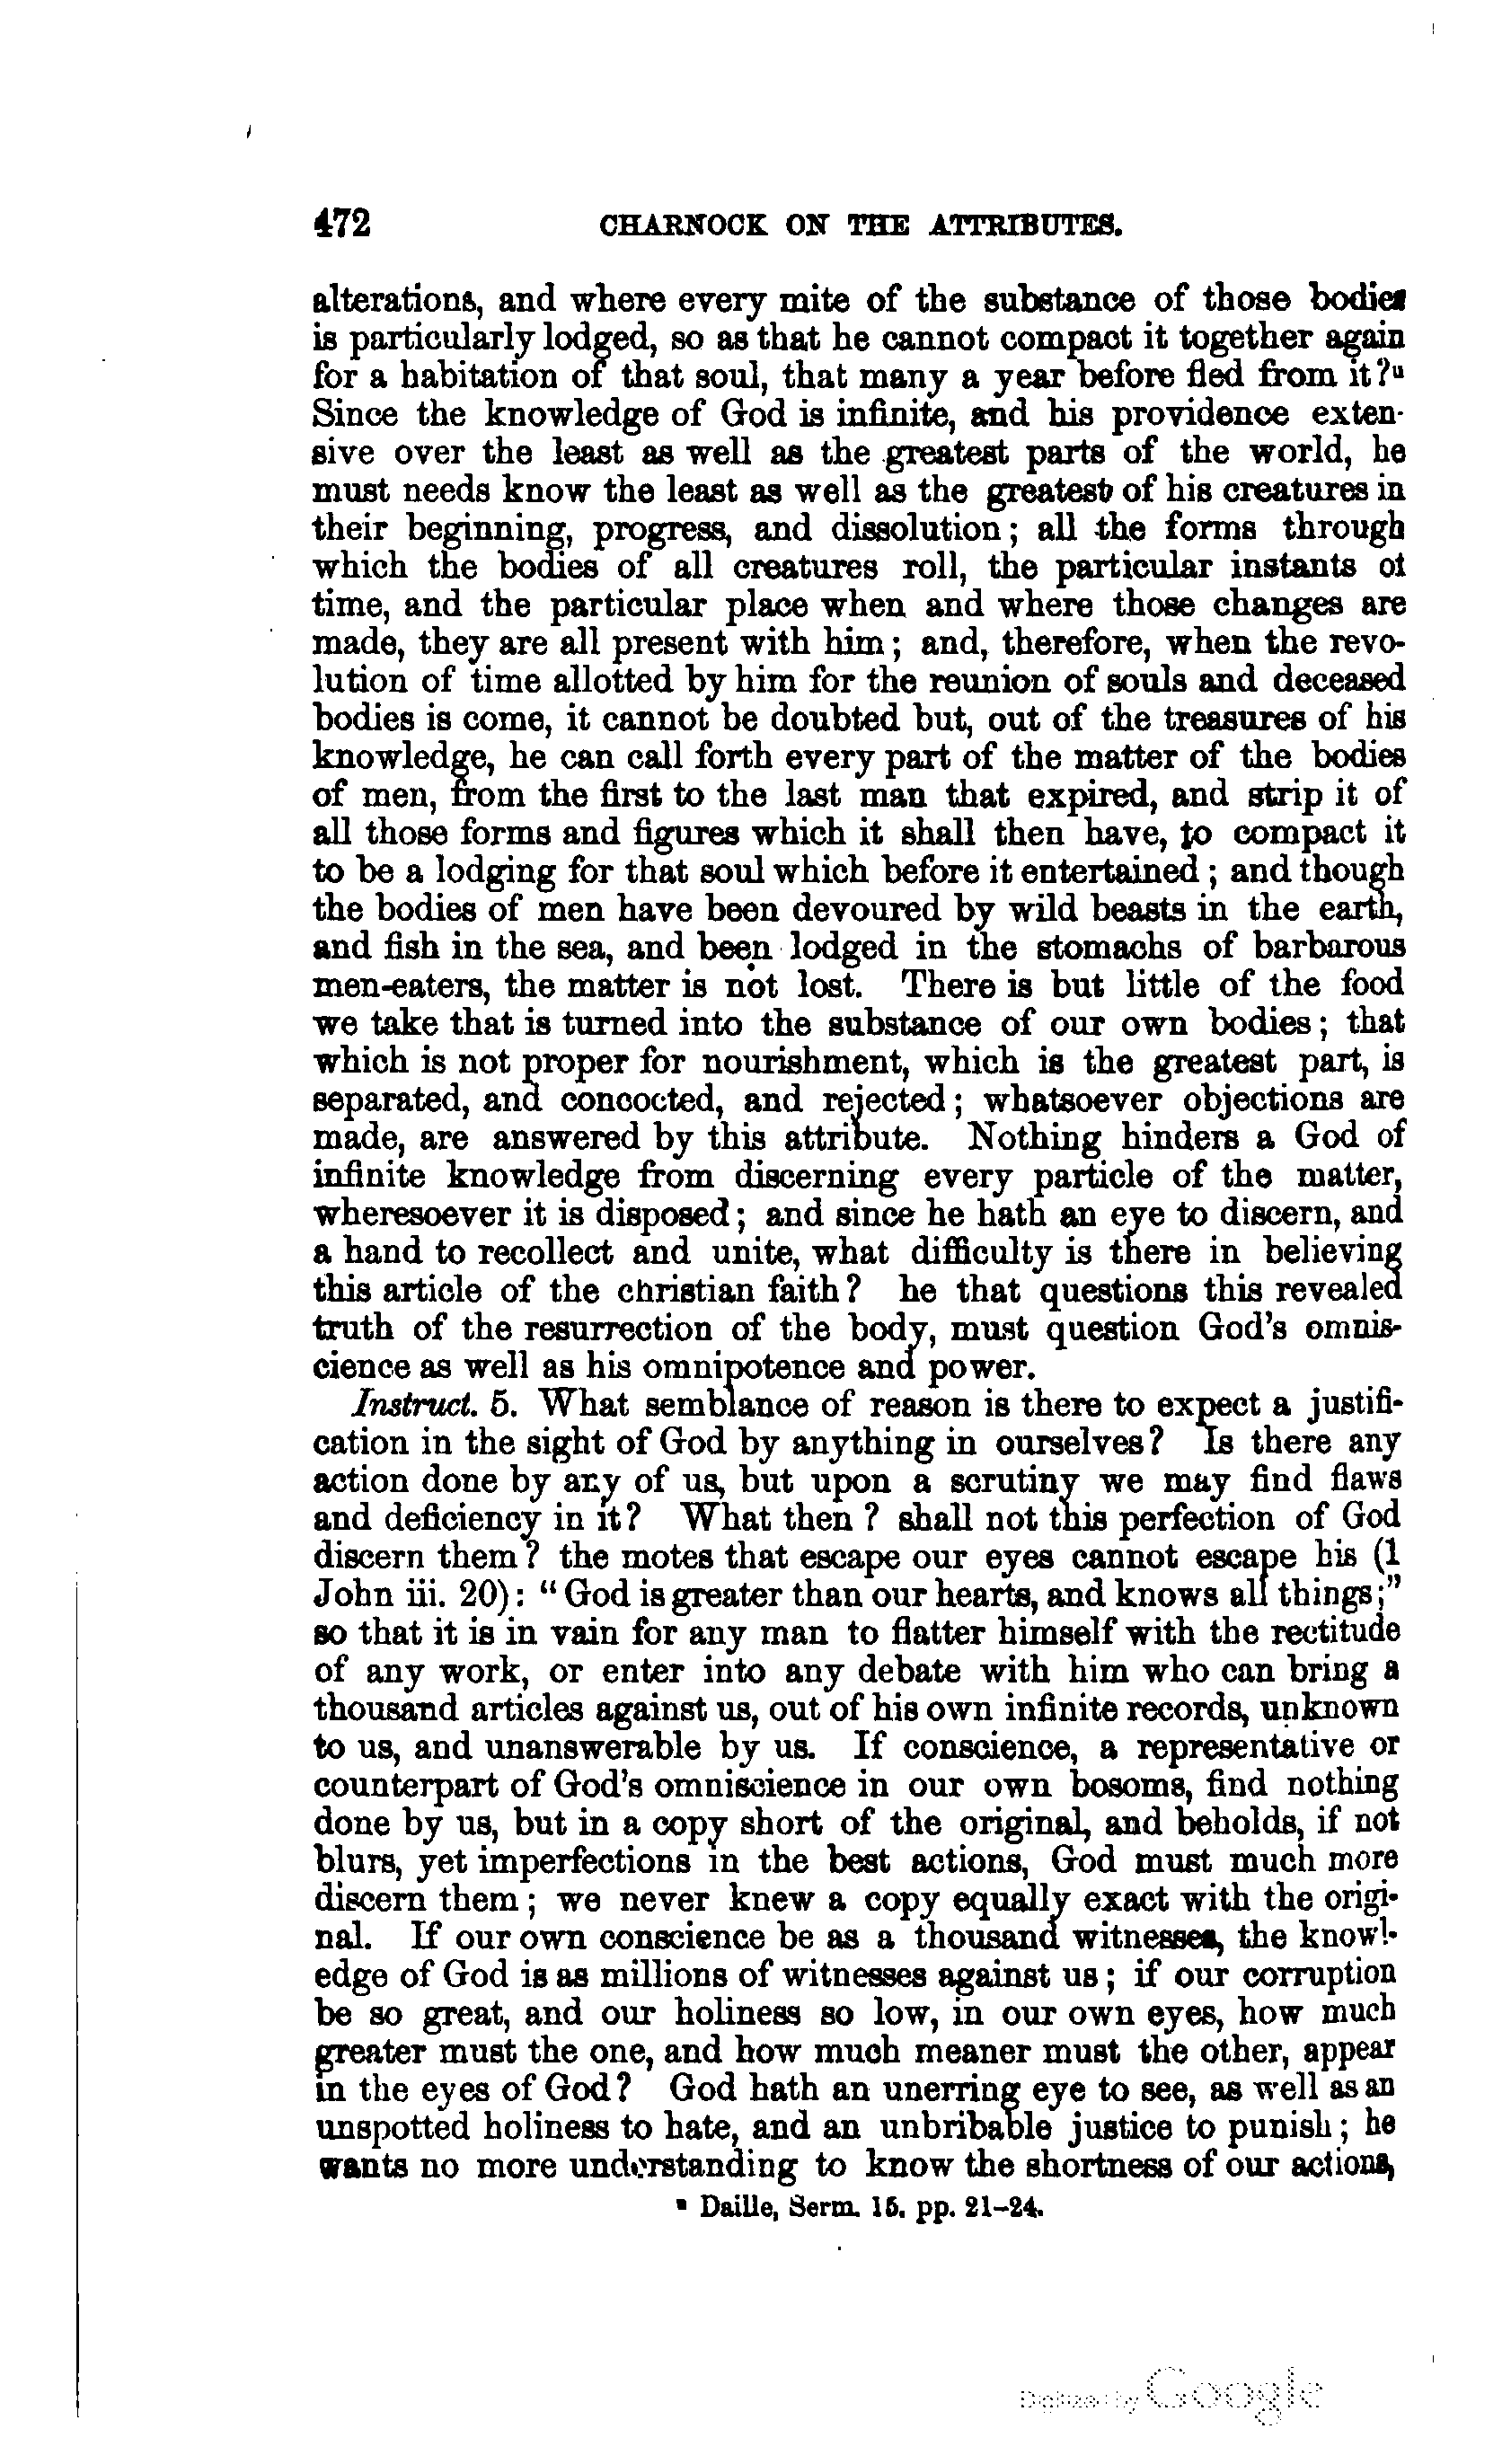 472 CHARNOCK ON THE ATTRIBUTES.
alterations, and where every mite of the substance of those bodies
is particularly lodged, so as that he cannot compact it together again
for a habitation of that soul, that many a year before fled from it?u
Since the knowledge of God is infinite, and his providence exten-
sive over the least as well as the greatest parts of the world, he
must needs know the least as well as the greatest of his creatures in
their beginning, progress, and dissolution; all the forms through
which the bodies of all creatures roll, the particular instants of
time, and the particular place when and where those changes are
made, they are all present with him; and, therefore, when the revo-
lution of time allotted by him for the reunion of souls and deceased
bodies is come, it cannot be doubted but, out of the treasures of his
knowledge, he can call forth every part of the matter of the bodies
of men, from the first to the last man that expired, and strip it of
all those forms and figures which it shall then have, to compact it
to be a lodging for that soul which before it entertained; and though
the bodies of men have been devoured by wild beasts in the earth,
and fish in the sea, and been lodged in the stomachs of barbarous
men-eaters, the matter is not lost. There is but little of the food
we take that is turned into the substance of our own bodies; that
which is not proper for nourishment, which is the greatest part, is
separated, and concocted, and rejected; whatsoever objections are
made, are answered by this attribute. Nothing hinders a God of
infinite knowledge from discerning every particle of the matter,
wheresoever it is disposed; and since he hath an eye to discern, and
a hand to recollect and unite, what difficulty is there in believing
this article of the christian faith? he that questions this revealed
truth of the resurrection of the body, must question God's omnis-
cience as well as his omnipotence and power.
Instruct. 5. What semblance of reason is there to expect a justifi-
cation in the sight of God by anything in ourselves? Is there any
action done by any of us, but upon a scrutiny we may find flaws
and deficiency in it? What then? shall not this perfection of God
discern them? the motes that escape our eyes cannot escape his (1
John iii. 20): "God is greater than our hearts, and knows all things;"
so that it is in vain for any man to flatter himself with the rectitude
of any work, or enter into any debate with him who can bring a
thousand articles against us, out of his own infinite records, unknown
to us, and unanswerable by us. If conscience, a representative or
counterpart of God's omniscience in our own bosoms, find nothing
done by us, but in a copy short of the original, and beholds, if not
blurs, yet imperfections in the best actions, God must much more
discern them; we never knew a copy equally exact with the origi-
nal. If our own conscience be as a thousand witnesses, the knowl-
edge of God is as millions of witnesses against us; if our corruption
be so great, and our holiness so low, in our own eyes, how much
greater must the one, and how much meaner must the other, appear
in the eyes of God? God hath an unerring eye to see, as well as an
unspotted holiness to hate, and an unbribable justice to punish; he
wants no more understanding to know the shortness of our actions,
u Daille, Serm. 15. pp. 21-24.
Digitized by Google